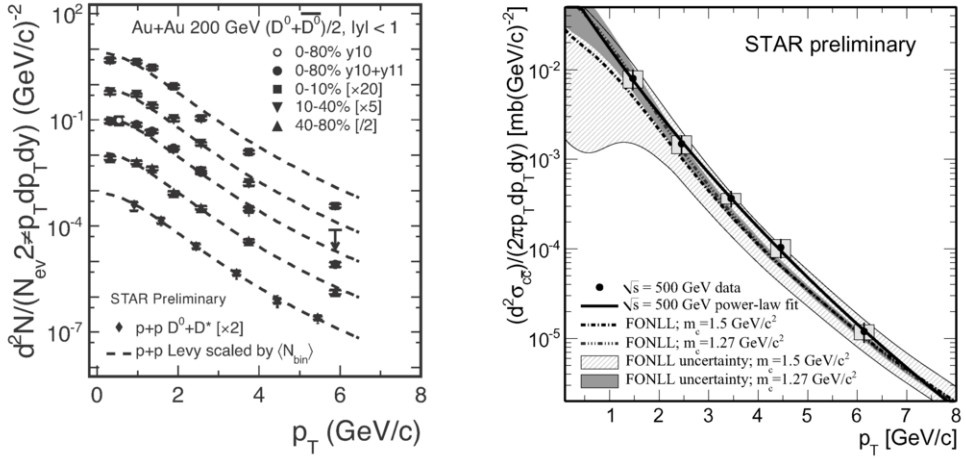 Au+Au 200 GeV (D⁰+D̅⁰)/2, |y| < 1
0-80% y10
0-80% y10+y11
0-10% [×20]
10-40% [×5]
40-80% [/2]
d²N/(N_ev 2≠p_T dp_T dy) (GeV/c)⁻²
10²
10⁻¹
10⁻⁴
10⁻⁷
STAR Preliminary
p+p D⁰+D* [×2]
p+p Levy scaled by ⟨N_bin⟩
0 2 4 6 8
p_T (GeV/c)
STAR preliminary
(d²σ_cc̅)/(2πp_T dp_T dy) [mb(GeV/c)⁻²]
10⁻²
10⁻³
10⁻⁴
10⁻⁵
√s = 500 GeV data
√s = 500 GeV power-law fit
FONLL; m_c=1.5 GeV/c²
FONLL; m_c=1.27 GeV/c²
FONLL uncertainty; m_c=1.5 GeV/c²
FONLL uncertainty; m_c=1.27 GeV/c²
0 1 2 3 4 5 6 7 8
p_T [GeV/c]